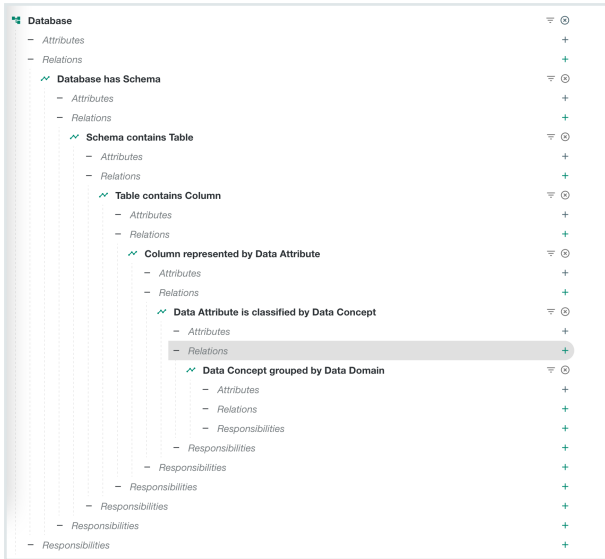 Database
Attributes
Relations
Database has Schema
Attributes
Relations
Schema contains Table
Attributes
Relations
Table contains Column
Attributes
Relations
Column represented by Data Attribute
Attributes
Relations
Data Attribute is classified by Data Concept
Attributes
Relations
Data Concept grouped by Data Domain
Attributes
Relations
Responsibilities
Responsibilities
Responsibilities
Responsibilities
Responsibilities
Responsibilities
Responsibilities